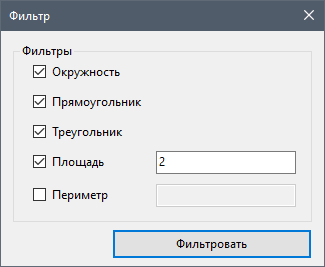 Фильтр
Фильтры
Окружность
Прямоугольник
Треугольник
Площадь 2
Периметр
Фильтровать